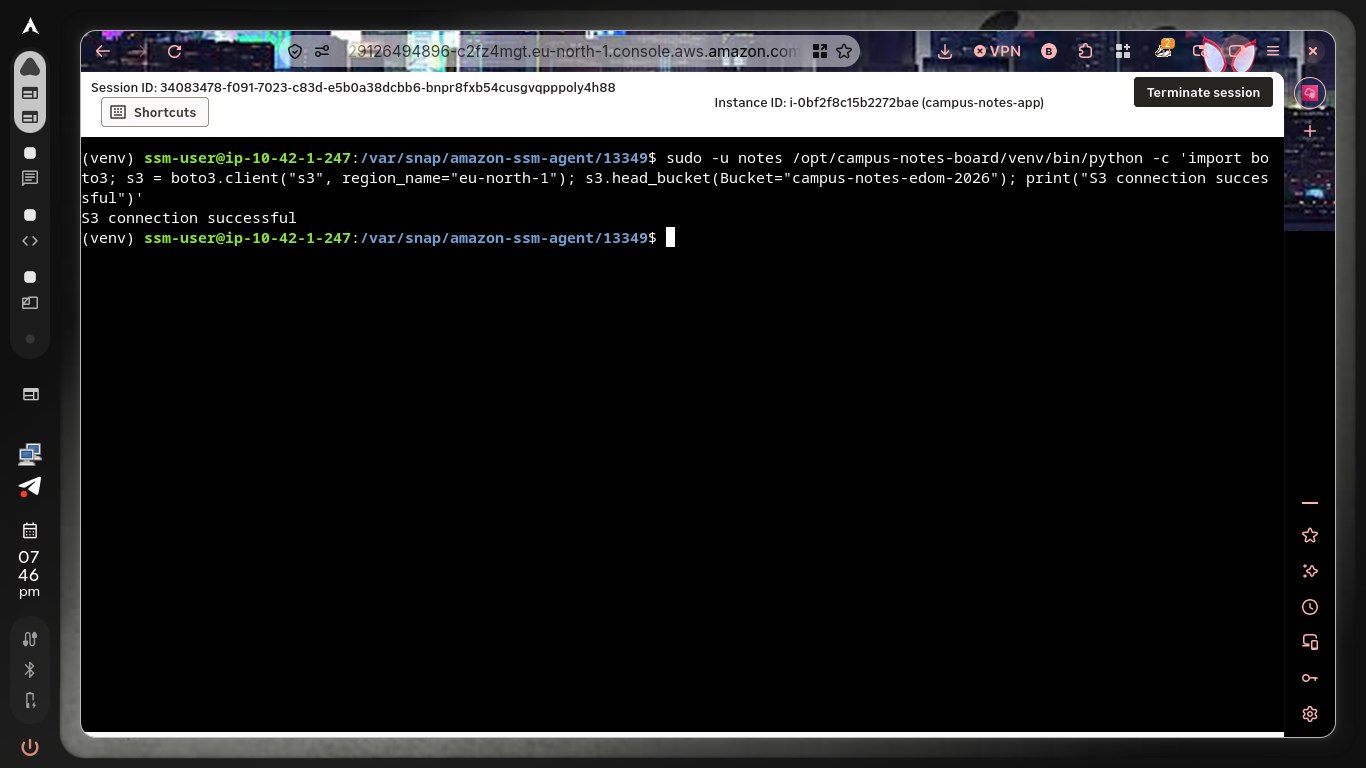 29126494896-c2fz4mgt.eu-north-1.console.aws.amazon.com
VPN
B
2
Session ID: 34083478-f091-7023-c83d-e5b0a38dcbb6-bnpr8fxb54cusgvqpppoly4h88
Shortcuts
Instance ID: i-0bf2f8c15b2272bae (campus-notes-app)
Terminate session
(venv) ssm-user@ip-10-42-1-247:/var/snap/amazon-ssm-agent/13349$ sudo -u notes /opt/campus-notes-board/venv/bin/python -c 'import bo
to3; s3 = boto3.client("s3", region_name="eu-north-1"); s3.head_bucket(Bucket="campus-notes-edom-2026"); print("S3 connection succes
sful")'
S3 connection successful
(venv) ssm-user@ip-10-42-1-247:/var/snap/amazon-ssm-agent/13349$
07
46
pm